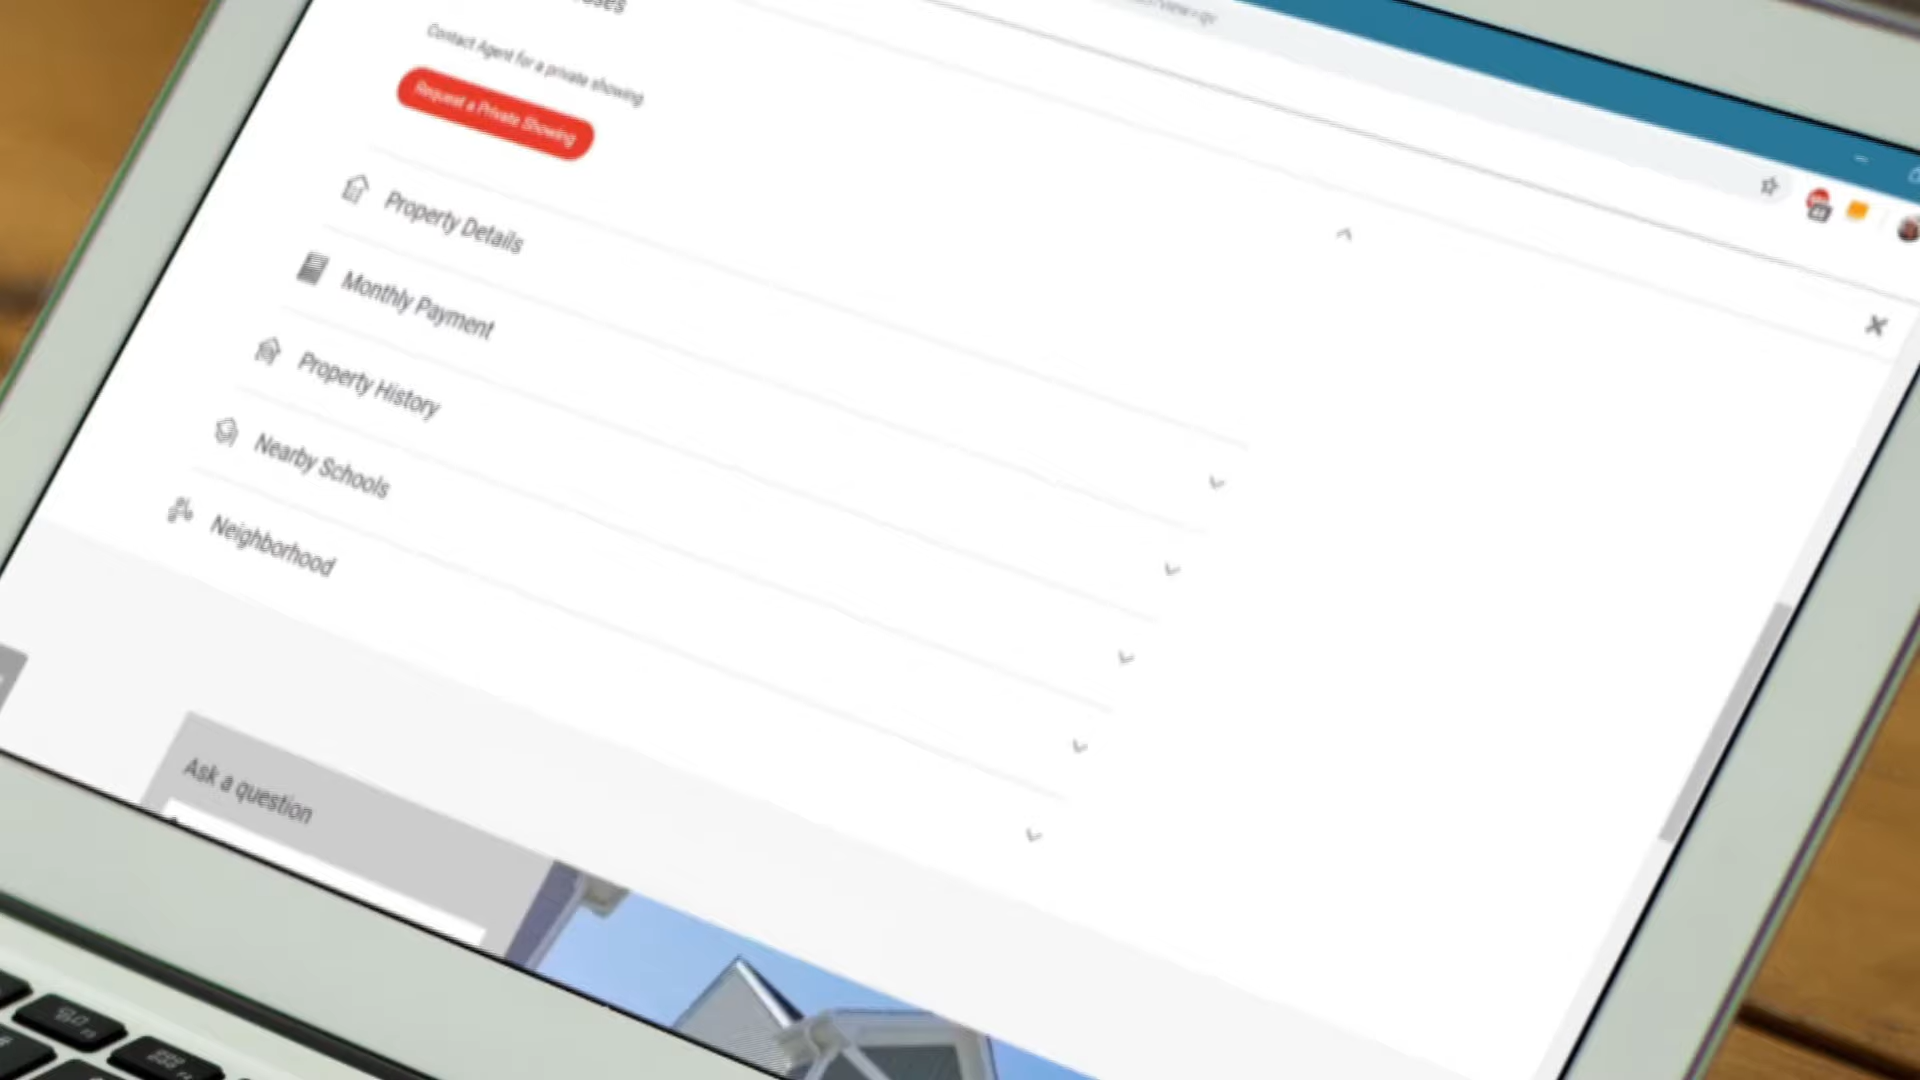 Contact Agent for a private showing
Request a Private Showing
Property Details
Monthly Payment
Property History
Nearby Schools
Neighborhood
Ask a question